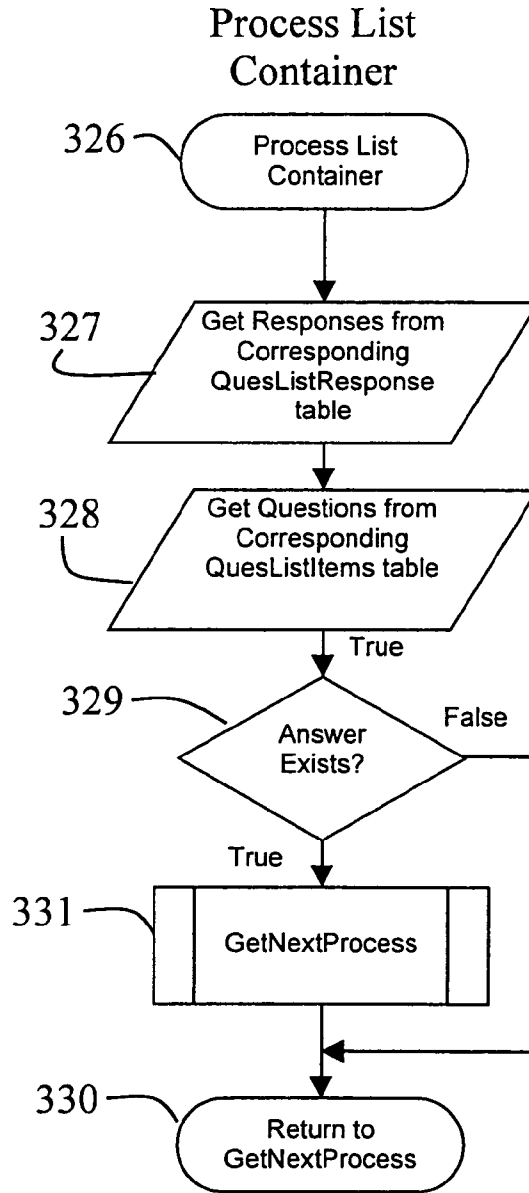 Process List
Container
326
Process List
Container
327
Get Responses from
Corresponding
QuesListResponse
table
328
Get Questions from
Corresponding
QuesListItems table
True
329
Answer
Exists?
False
True
331
GetNextProcess
330
Return to
GetNextProcess